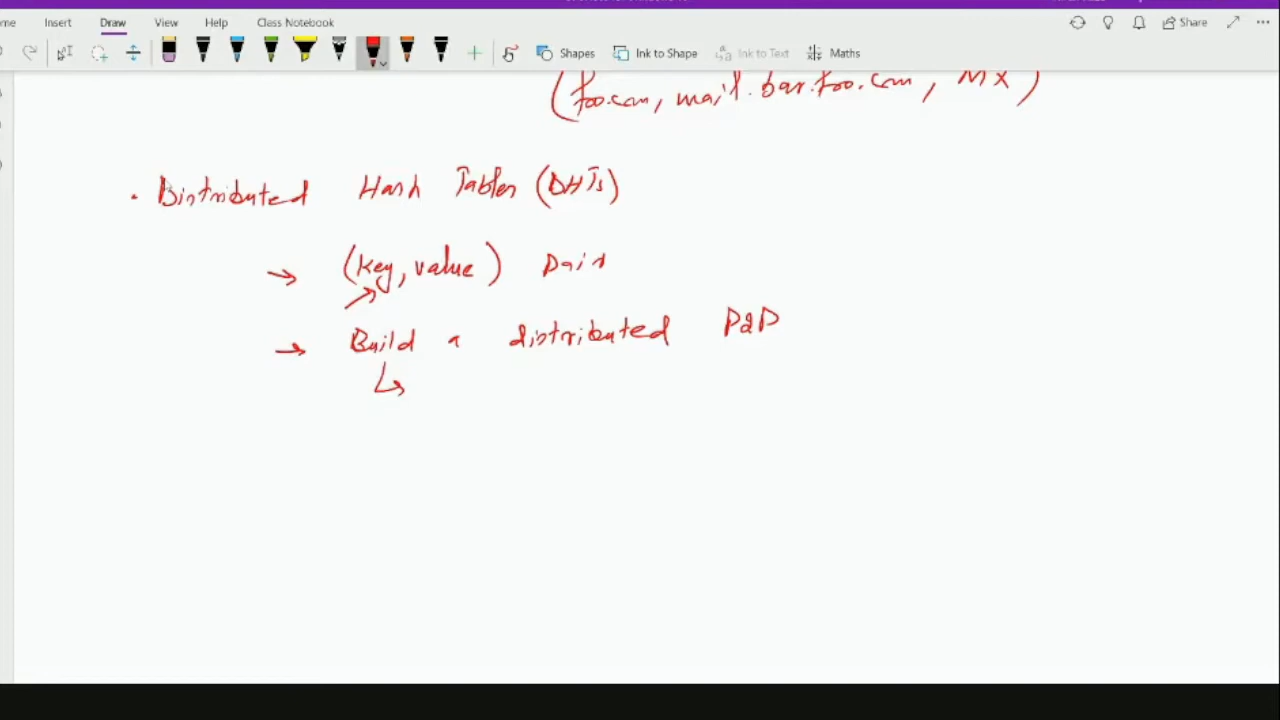 Insert Draw View Help Class Notebook Share
Shapes Ink to Shape Ink to Text Maths
(foo.com, mail.bar.foo.com, MX)
. Distributed Hash Tables (DHTs)
→ (key, value) pair
→ Build a distributed P2P